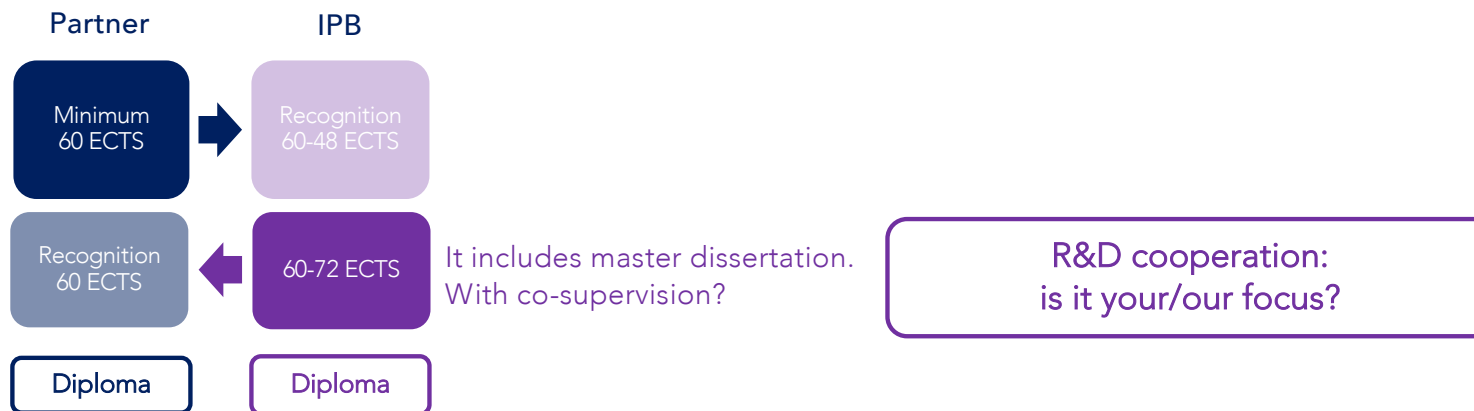 Partner
IPB
Minimum
60 ECTS
Recognition
60-48 ECTS
Recognition
60 ECTS
60-72 ECTS
It includes master dissertation.
With co-supervision?
R&D cooperation:
is it your/our focus?
Diploma
Diploma